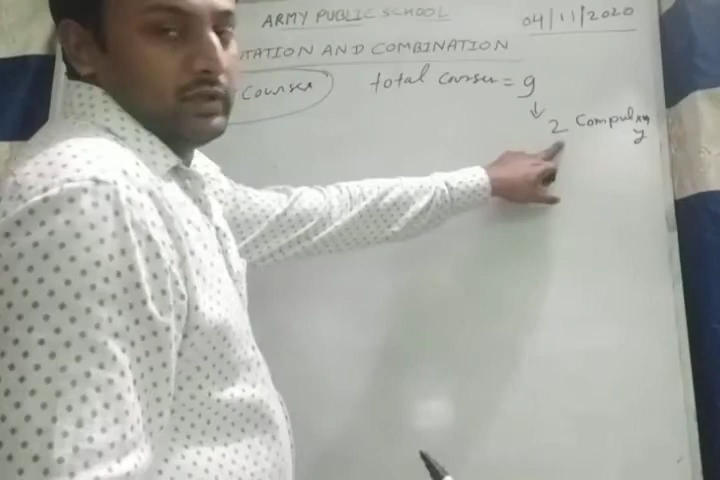 ARMY PUBLIC SCHOOL
04/11/2020
TATION AND COMBINATION
Courses
total courses = 9
↓
2 Compulsory